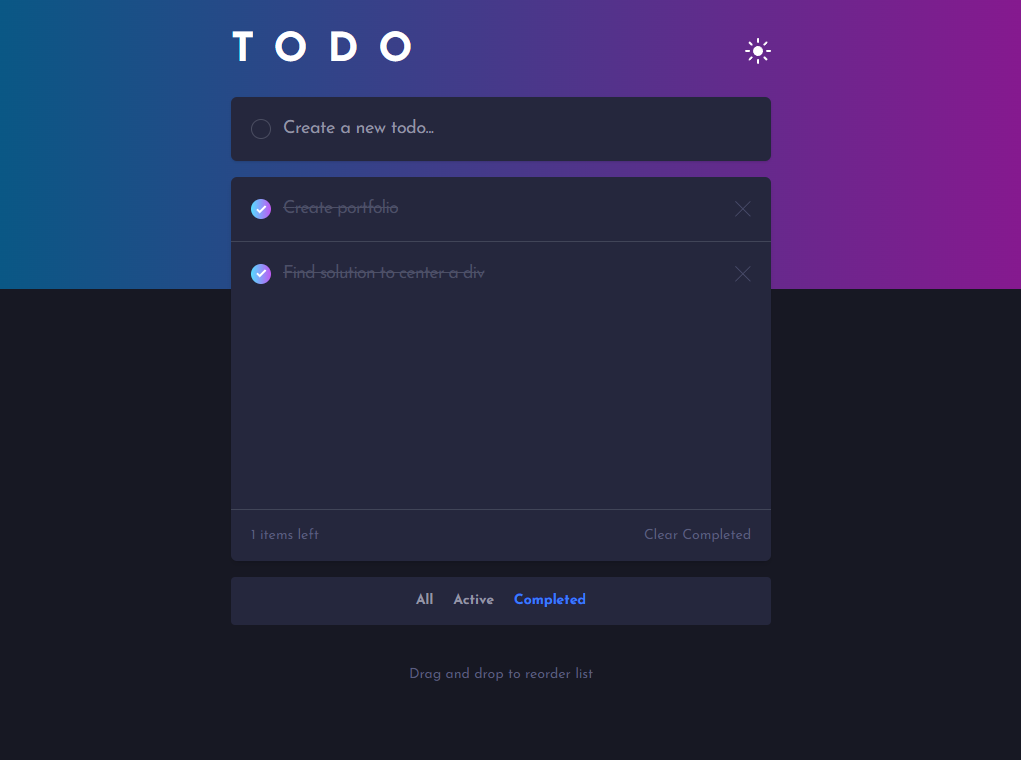 TODO
Create a new todo...
Create portfolio
Find solution to center a div
1 items left Clear Completed
All Active Completed
Drag and drop to reorder list